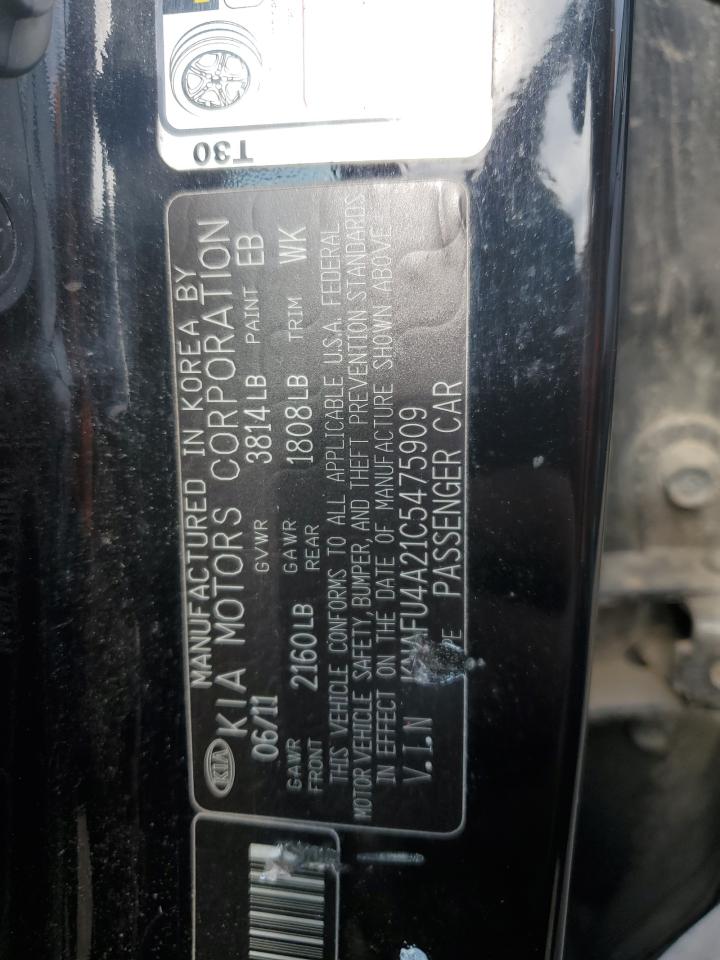 T30
MANUFACTURED IN KOREA BY
KIA KIA MOTORS CORPORATION
06/11 GVWR 3814LB PAINT EB
GAWR FRONT 2160LB GAWR REAR 1808LB TRIM WK
THIS VEHICLE CONFORMS TO ALL APPLICABLE U.S.A. FEDERAL
MOTOR VEHICLE SAFETY, BUMPER, AND THEFT PREVENTION STANDARDS
IN EFFECT ON THE DATE OF MANUFACTURE SHOWN ABOVE
V.I.N FU4A21C5475909
PASSENGER CAR